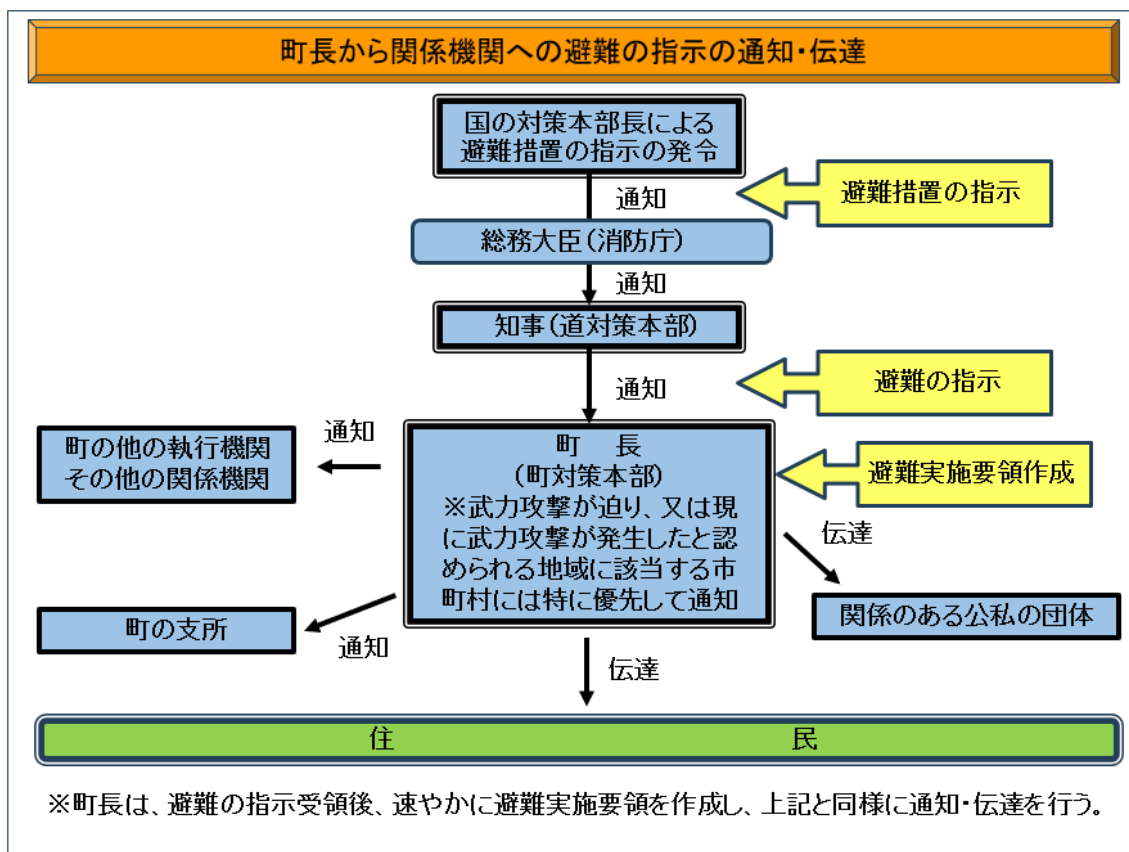 町長から関係機関への避難の指示の通知・伝達
国の対策本部長による
避難措置の指示の発令
通知
避難措置の指示
総務大臣（消防庁）
通知
知事（道対策本部）
通知
避難の指示
町の他の執行機関
その他の関係機関
通知
町　長
（町対策本部）
※武力攻撃が迫り、又は現
に武力攻撃が発生したと認
められる地域に該当する市
町村には特に優先して通知
避難実施要領作成
伝達
関係のある公私の団体
町の支所
通知
伝達
住　民
※町長は、避難の指示受領後、速やかに避難実施要領を作成し、上記と同様に通知・伝達を行う。